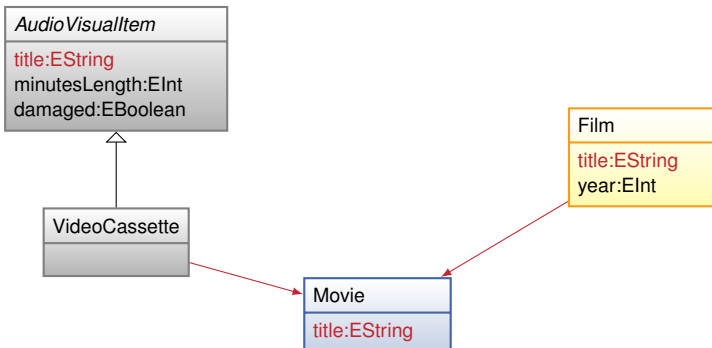 AudioVisualItem
title:EString
minutesLength:EInt
damaged:EBoolean
Film
title:EString
year:EInt
VideoCassette
Movie
title:EString